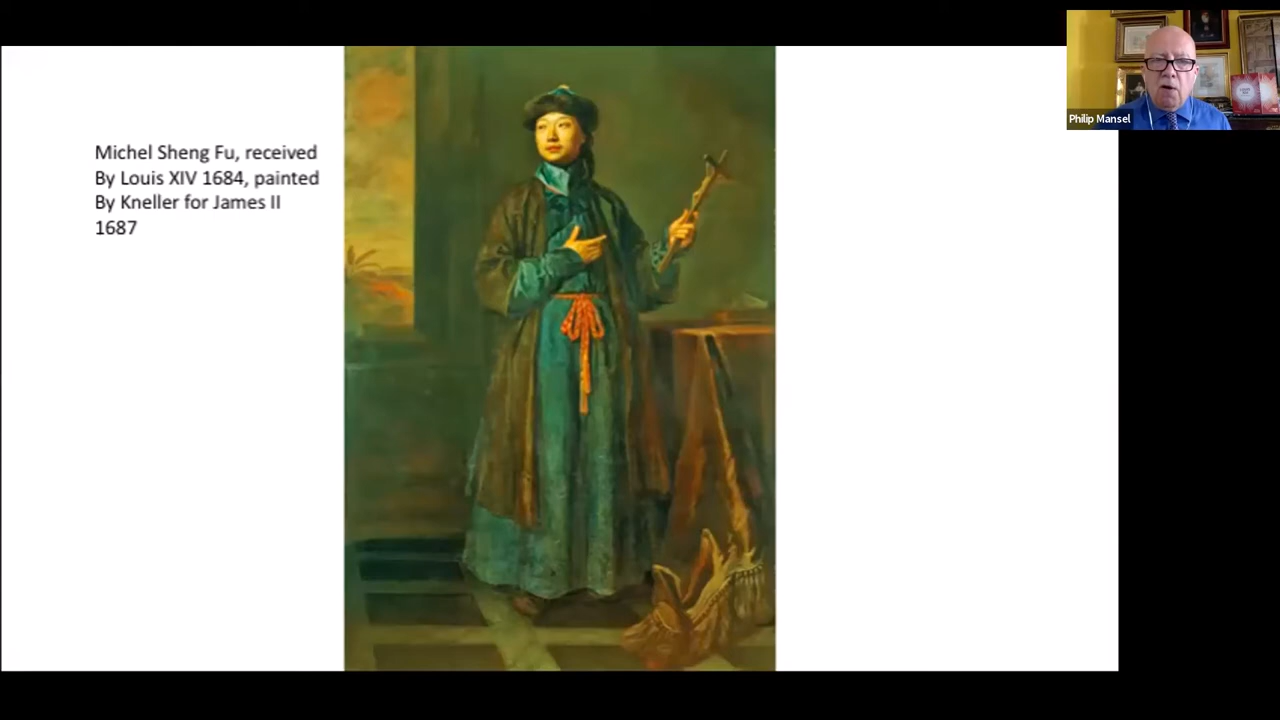 Michel Sheng Fu, received
By Louis XIV 1684, painted
By Kneller for James II
1687
Philip Mansel